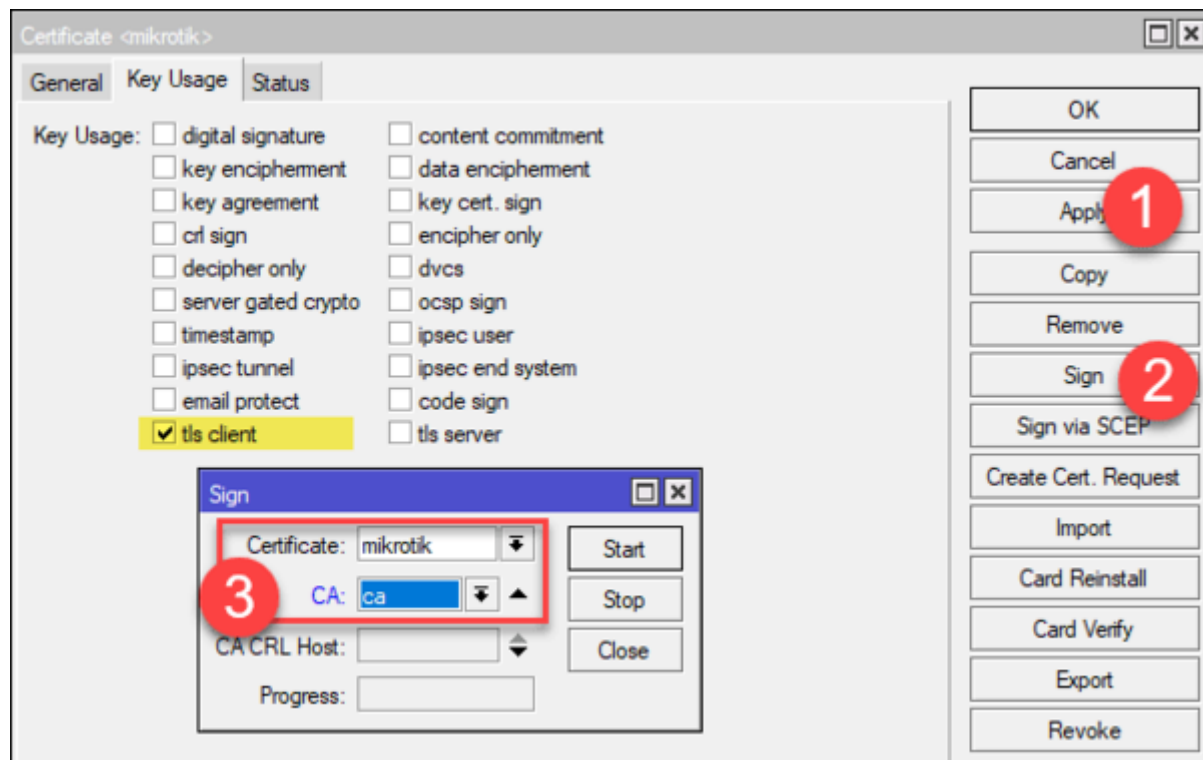 Certificate <mikrotik>
General Key Usage Status
Key Usage: digital signature content commitment
key encipherment data encipherment
key agreement key cert. sign
crl sign encipher only
decipher only dvcs
server gated crypto ocsp sign
timestamp ipsec user
ipsec tunnel ipsec end system
email protect code sign
tls client tls server
OK
Cancel
Apply 1
Copy
Remove
Sign 2
Sign via SCEP
Create Cert. Request
Import
Card Reinstall
Card Verify
Export
Revoke
Sign
Certificate: mikrotik Start
3 CA: ca Stop
CA CRL Host: Close
Progress: